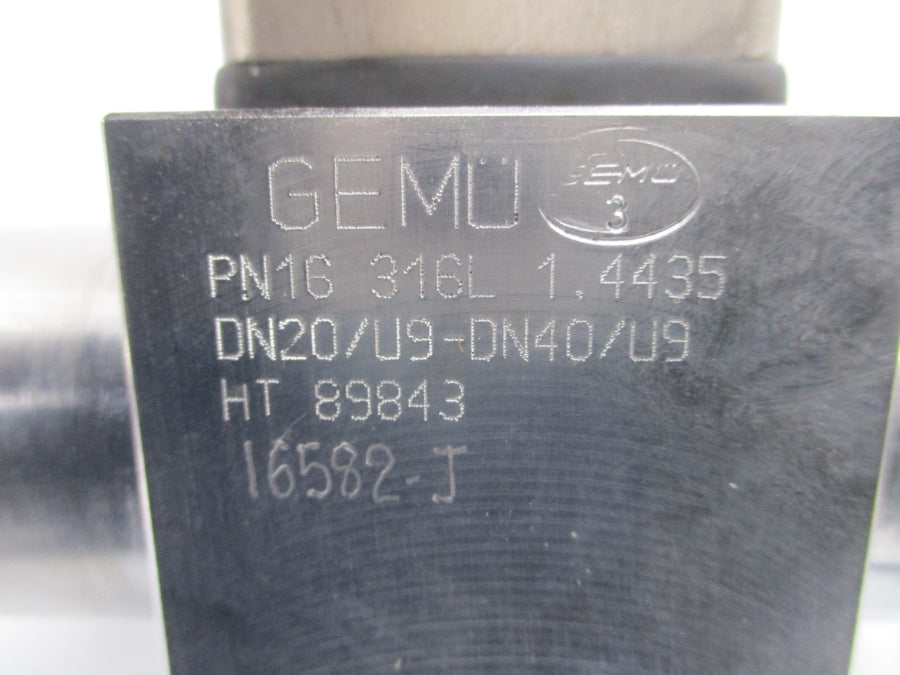 GEMÜ
GEMÜ
3
PN16 316L 1.4435
DN20/U9-DN40/U9
HT 89843
16582-J